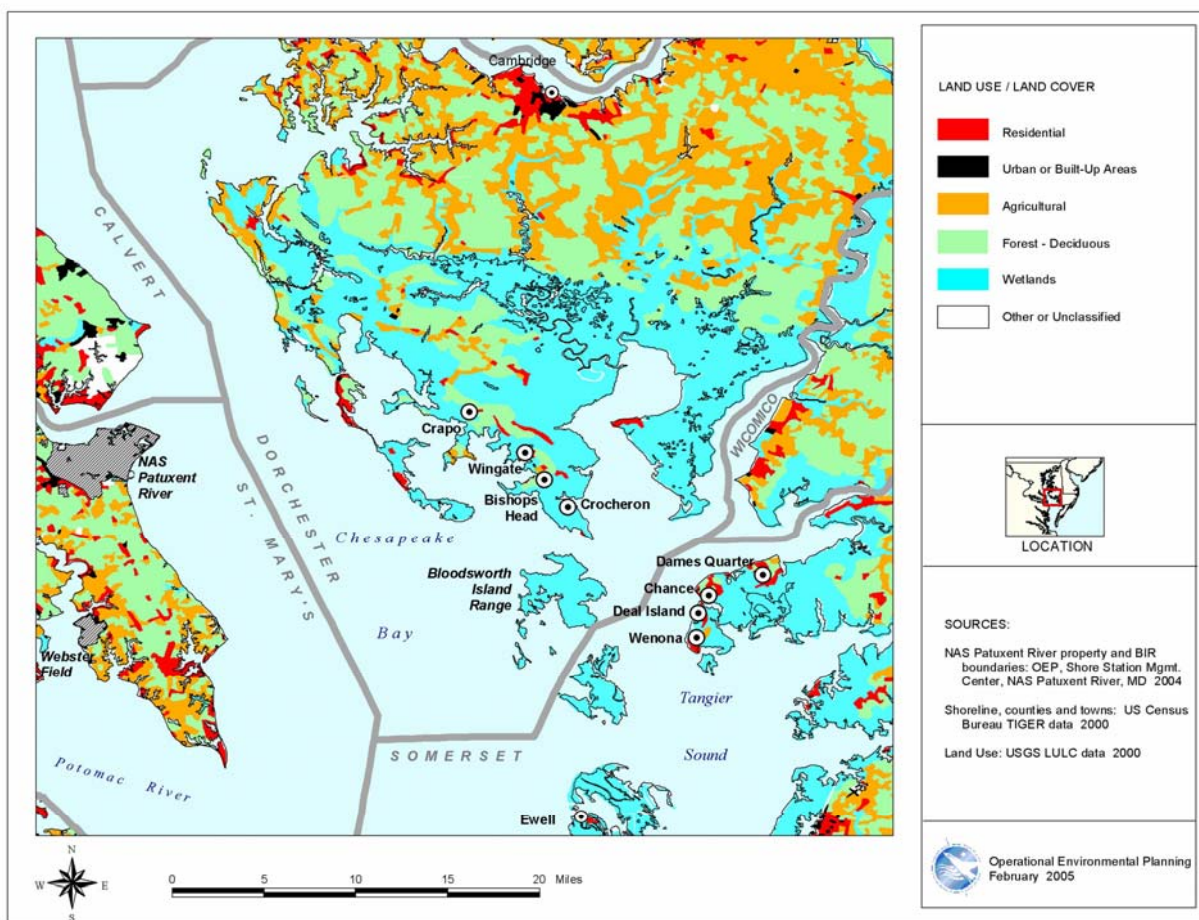 Cambridge
CALVERT
DORCHESTER
ST. MARY'S
WICOMICO
NAS
Patuxent
River
Crapo
Wingate
Bishops
Head
Crocheron
Chesapeake
Bay
Bloodsworth
Island
Range
Dames Quarter
Chance
Deal Island
Wenona
Webster
Field
Tangier
Sound
SOMERSET
Potomac River
Ewell
N
W E
S
0 5 10 15 20 Miles
LAND USE / LAND COVER
Residential
Urban or Built-Up Areas
Agricultural
Forest - Deciduous
Wetlands
Other or Unclassified
LOCATION
SOURCES:
NAS Patuxent River property and BIR
boundaries: OEP, Shore Station Mgmt.
Center, NAS Patuxent River, MD 2004
Shoreline, counties and towns: US Census
Bureau TIGER data 2000
Land Use: USGS LULC data 2000
Operational Environmental Planning
February 2005